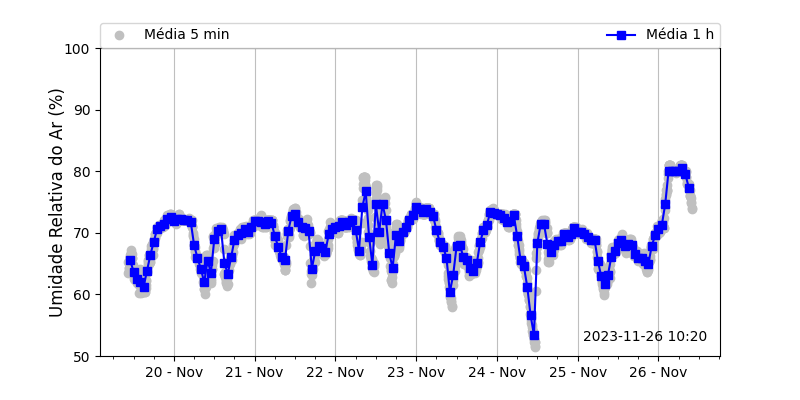 Média 5 min
Média 1 h
Umidade Relativa do Ar (%)
100
90
80
70
60
50
2023-11-26 10:20
20 - Nov
21 - Nov
22 - Nov
23 - Nov
24 - Nov
25 - Nov
26 - Nov